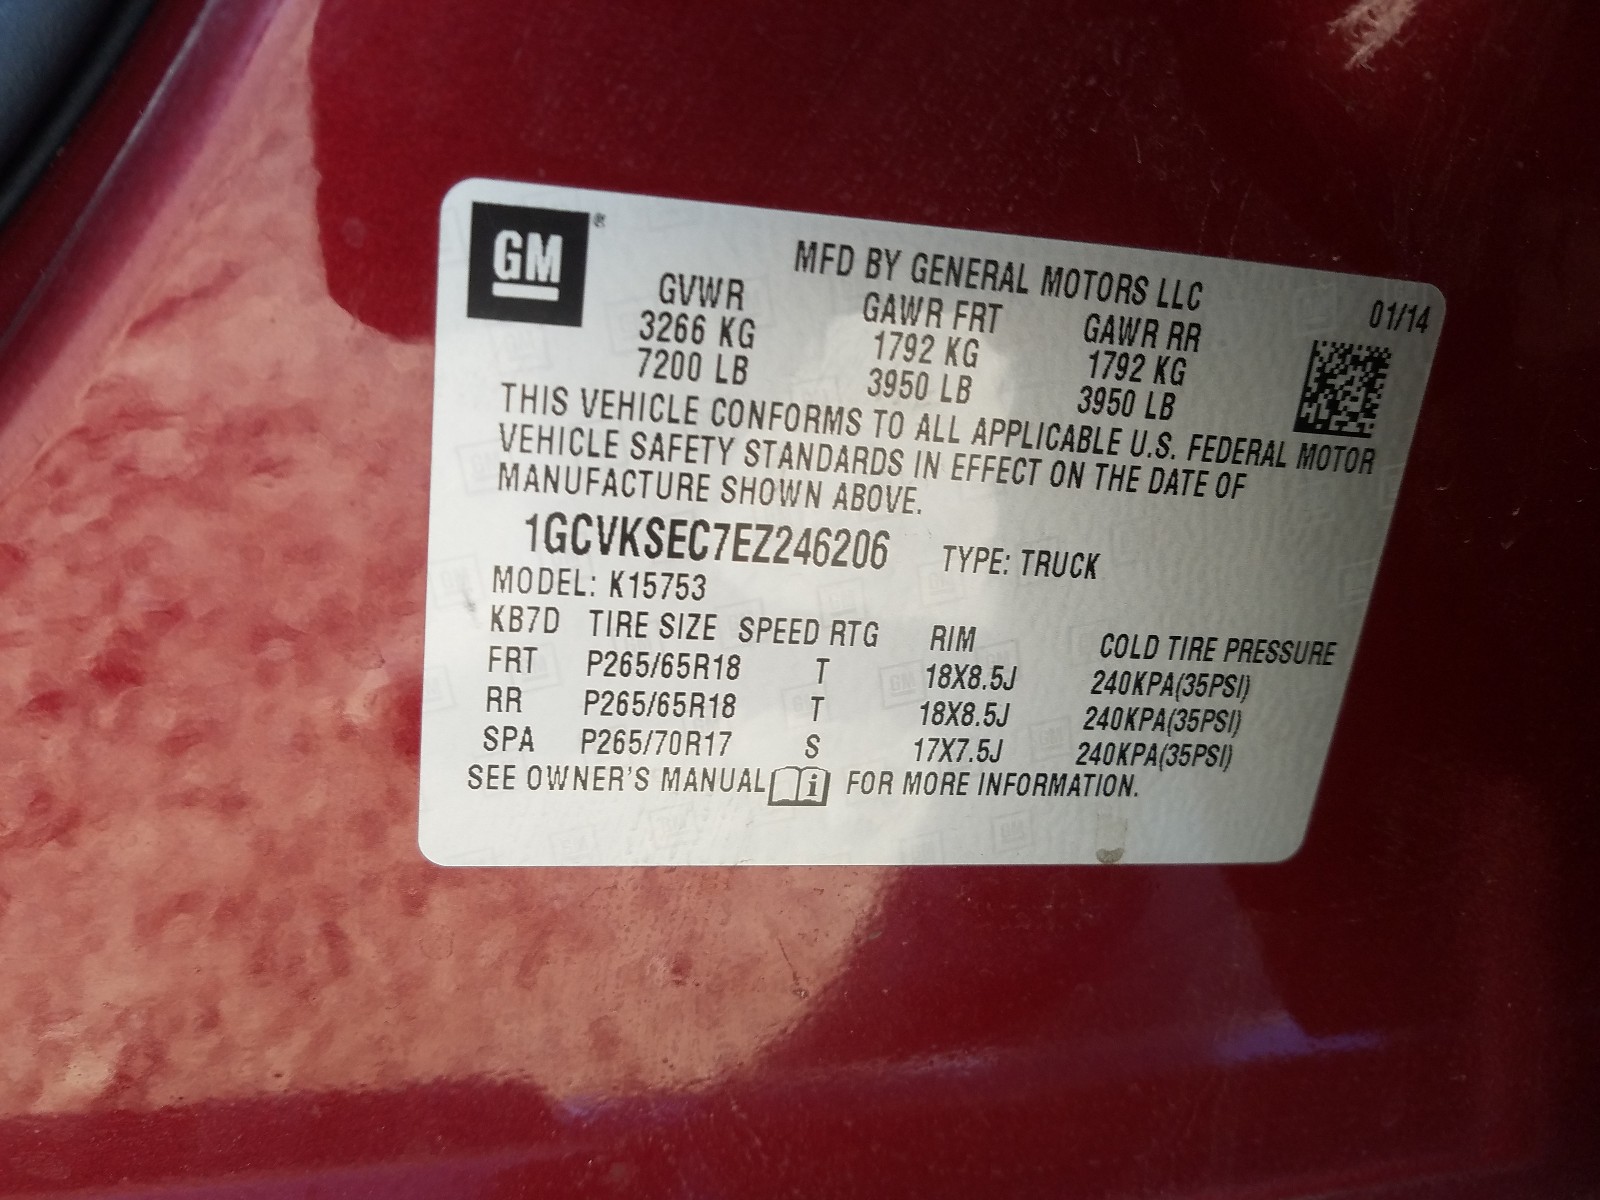 GM ®
MFD BY GENERAL MOTORS LLC
01/14
GVWR GAWR FRT GAWR RR
3266 KG 1792 KG 1792 KG
7200 LB 3950 LB 3950 LB
THIS VEHICLE CONFORMS TO ALL APPLICABLE U.S. FEDERAL MOTOR
VEHICLE SAFETY STANDARDS IN EFFECT ON THE DATE OF
MANUFACTURE SHOWN ABOVE.
1GCVKSEC7EZ246206 TYPE: TRUCK
MODEL: K15753
KB7D TIRE SIZE SPEED RTG RIM COLD TIRE PRESSURE
FRT P265/65R18 T 18X8.5J 240KPA(35PSI)
RR P265/65R18 T 18X8.5J 240KPA(35PSI)
SPA P265/70R17 S 17X7.5J 240KPA(35PSI)
SEE OWNER'S MANUAL i FOR MORE INFORMATION.